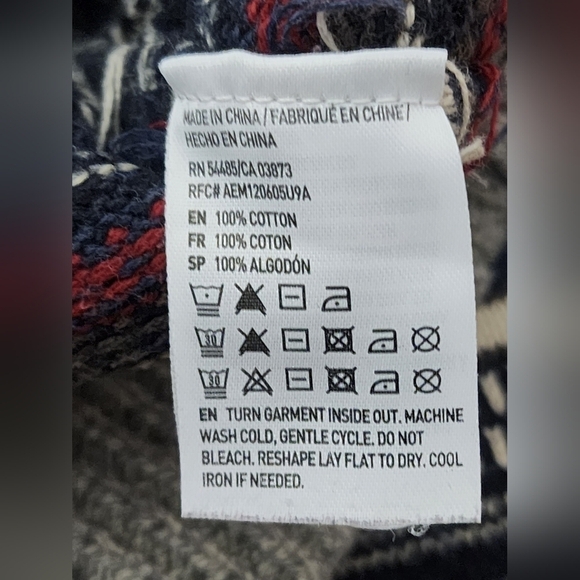 MADE IN CHINA / FABRIQUÉ EN CHINE /
HECHO EN CHINA
RN 54485/CA 03873
RFC# AEM120605U9A
EN 100% COTTON
FR 100% COTON
SP 100% ALGODÓN
30
30
EN TURN GARMENT INSIDE OUT. MACHINE
WASH COLD, GENTLE CYCLE. DO NOT
BLEACH. RESHAPE LAY FLAT TO DRY. COOL
IRON IF NEEDED.